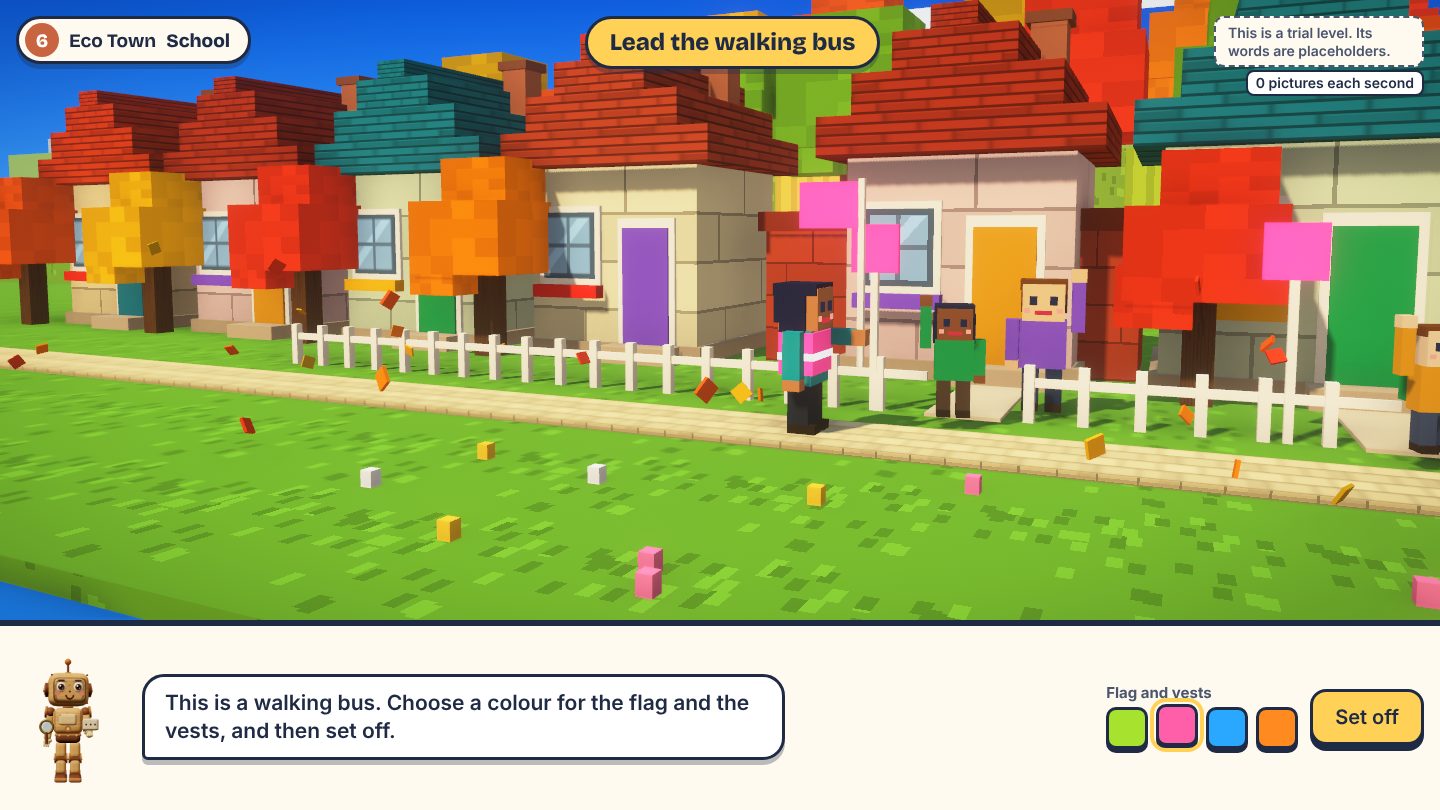 6 Eco Town School
Lead the walking bus
This is a trial level. Its
words are placeholders.
0 pictures each second
This is a walking bus. Choose a colour for the flag and the
vests, and then set off.
Flag and vests
Set off